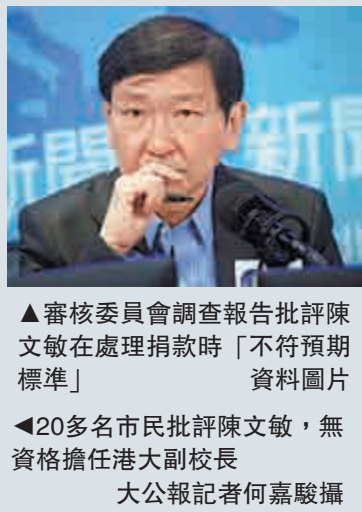 新聞
新
▲審核委員會調查報告批評陳
文敏在處理捐款時「不符預期
標準」 資料圖片
◀20多名市民批評陳文敏，無
資格擔任港大副校長
大公報記者何嘉駿攝